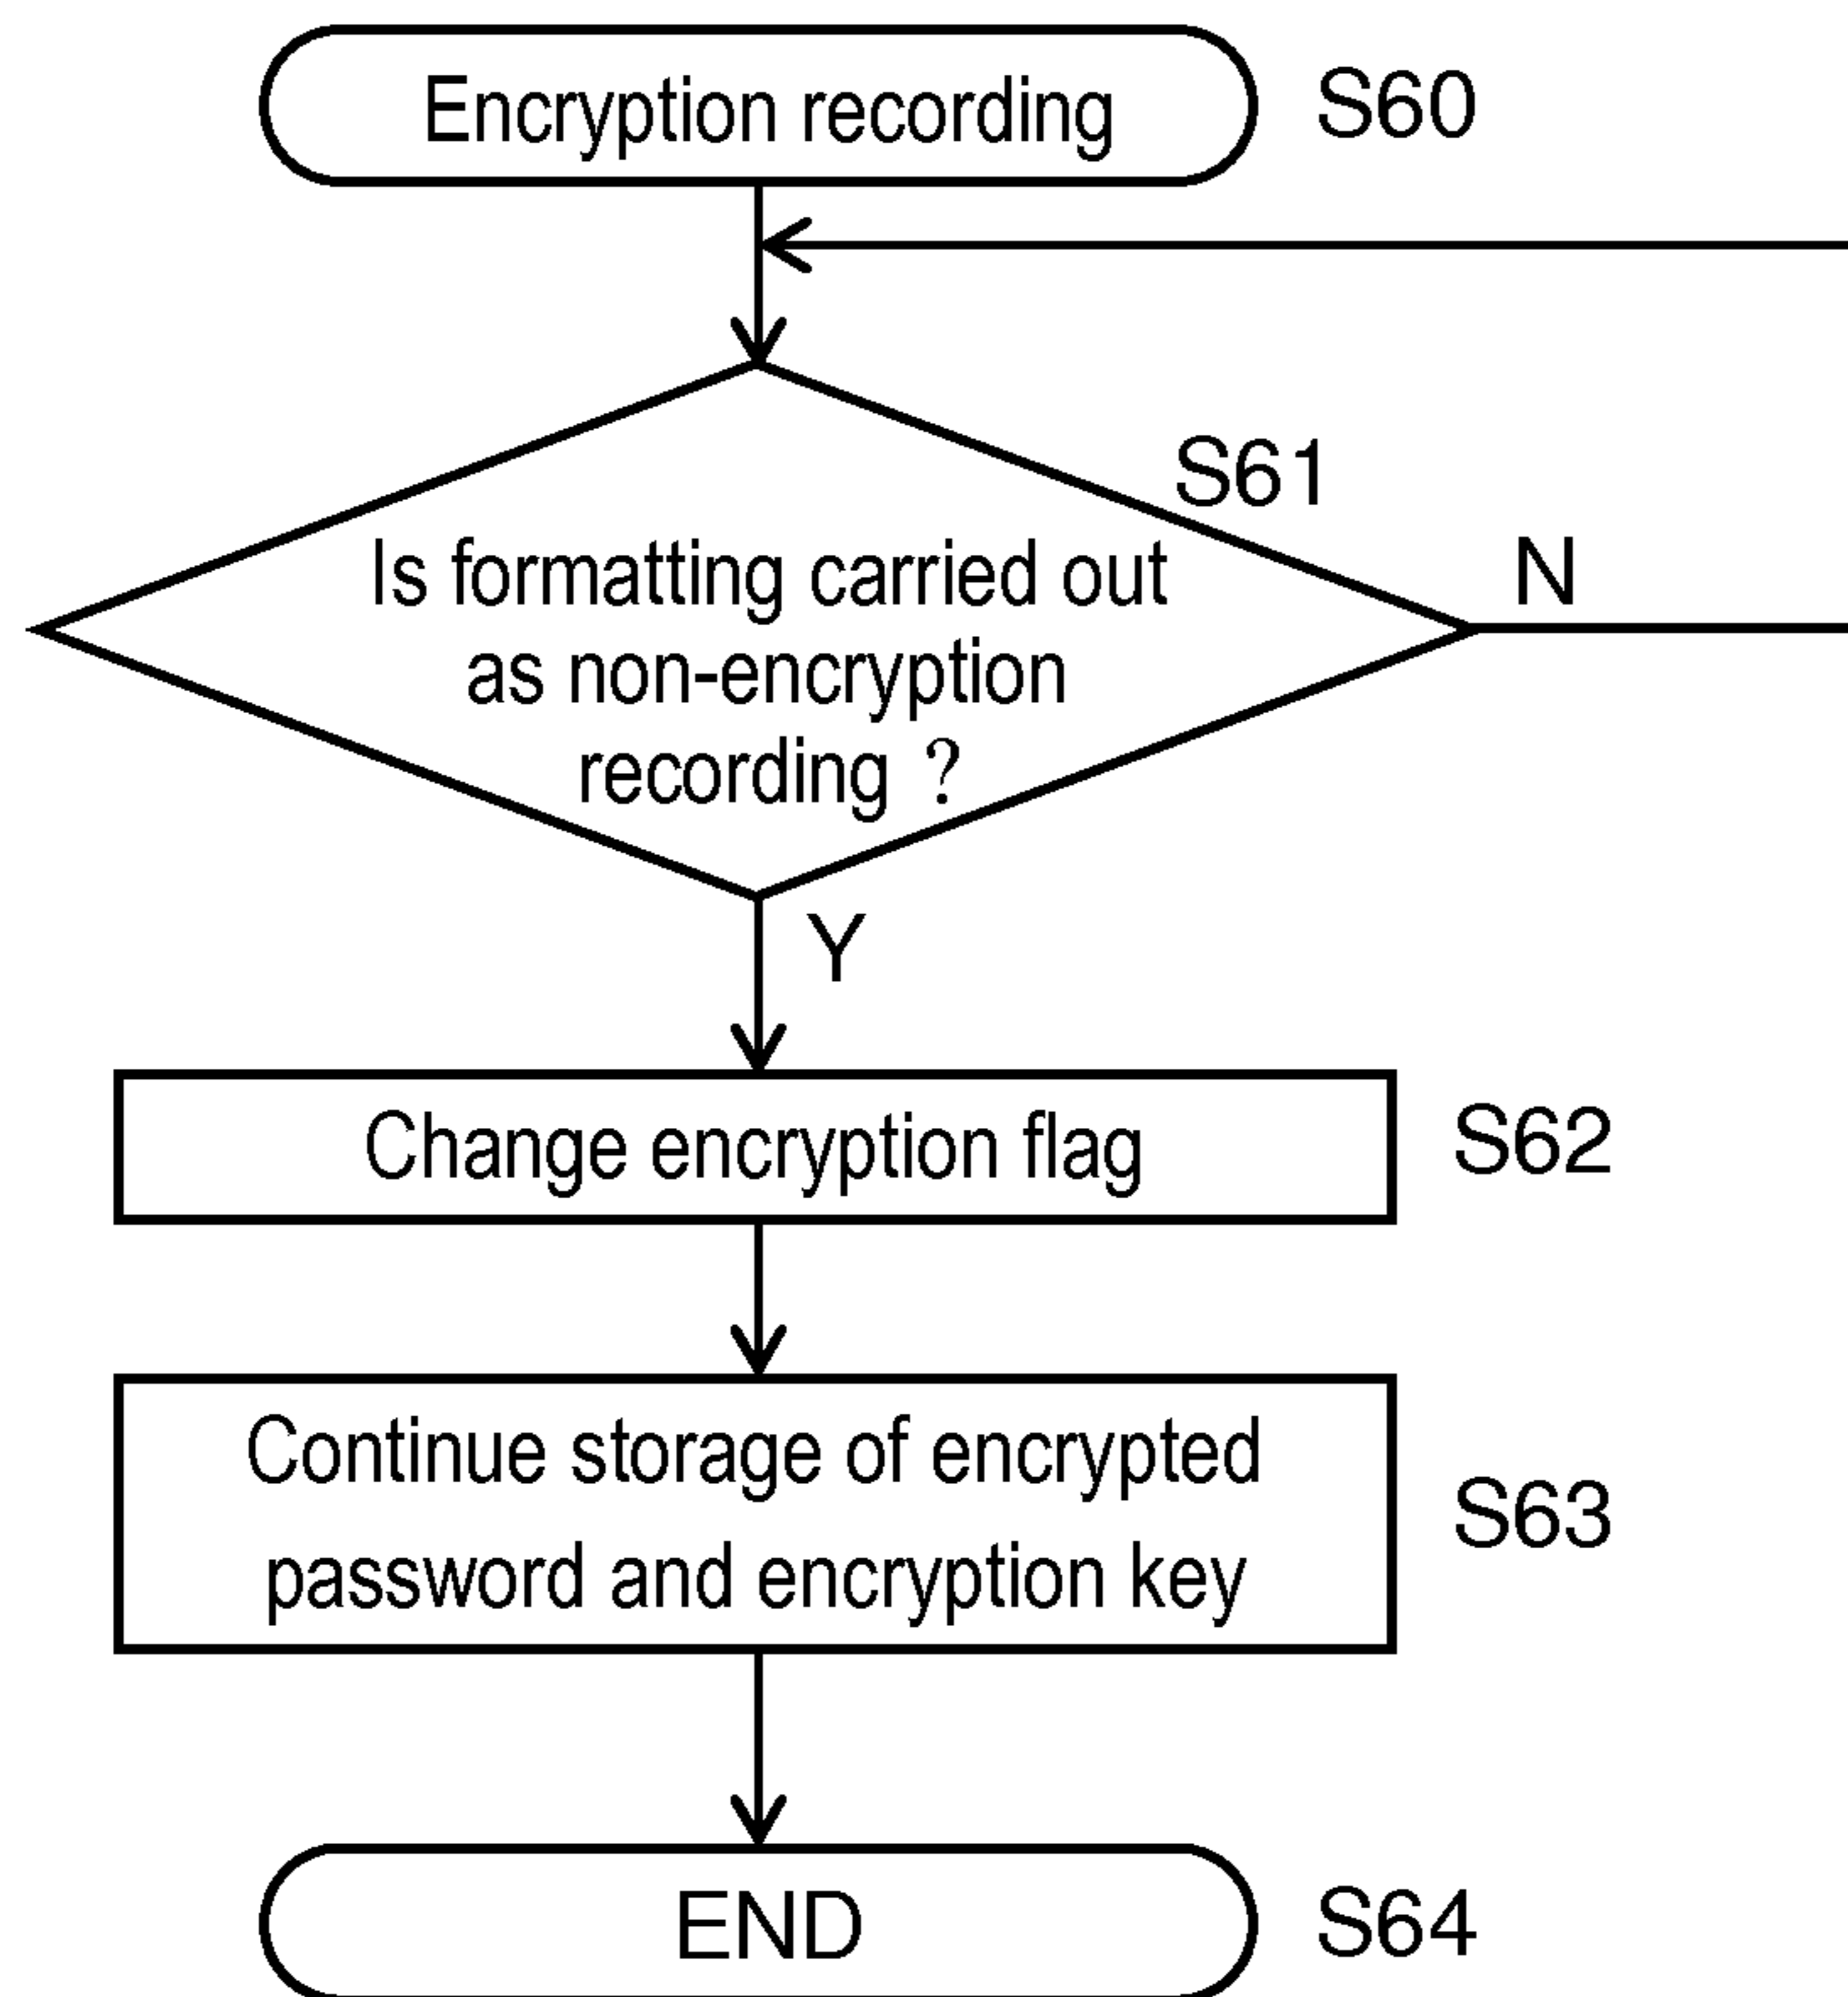 Encryption recording S60
S61
Is formatting carried out
as non-encryption
recording ?
N
Y
Change encryption flag S62
Continue storage of encrypted
password and encryption key
S63
END S64